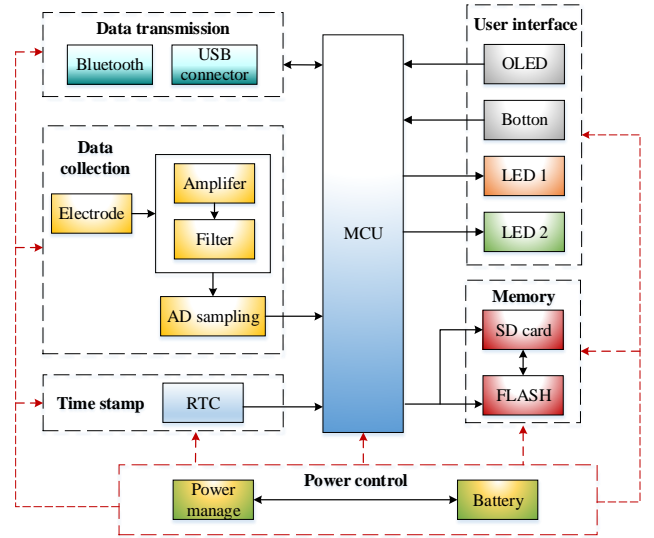 Data transmission
Bluetooth
USB
connector
Data
collection
Electrode
Amplifer
Filter
AD sampling
Time stamp
RTC
MCU
User interface
OLED
Botton
LED 1
LED 2
Memory
SD card
FLASH
Power control
Power
manage
Battery